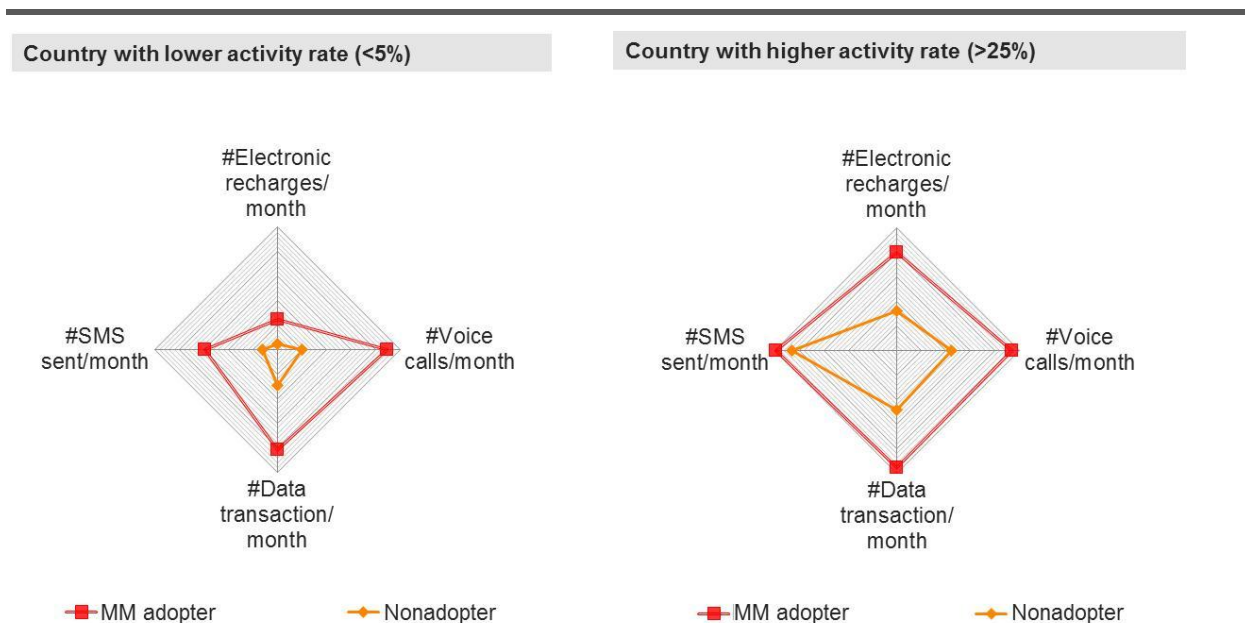 Country with lower activity rate (<5%)
#Electronic
recharges/
month
#SMS
sent/month
#Voice
calls/month
#Data
transaction/
month
MM adopter
Nonadopter
Country with higher activity rate (>25%)
#Electronic
recharges/
month
#SMS
sent/month
#Voice
calls/month
#Data
transaction/
month
MM adopter
Nonadopter